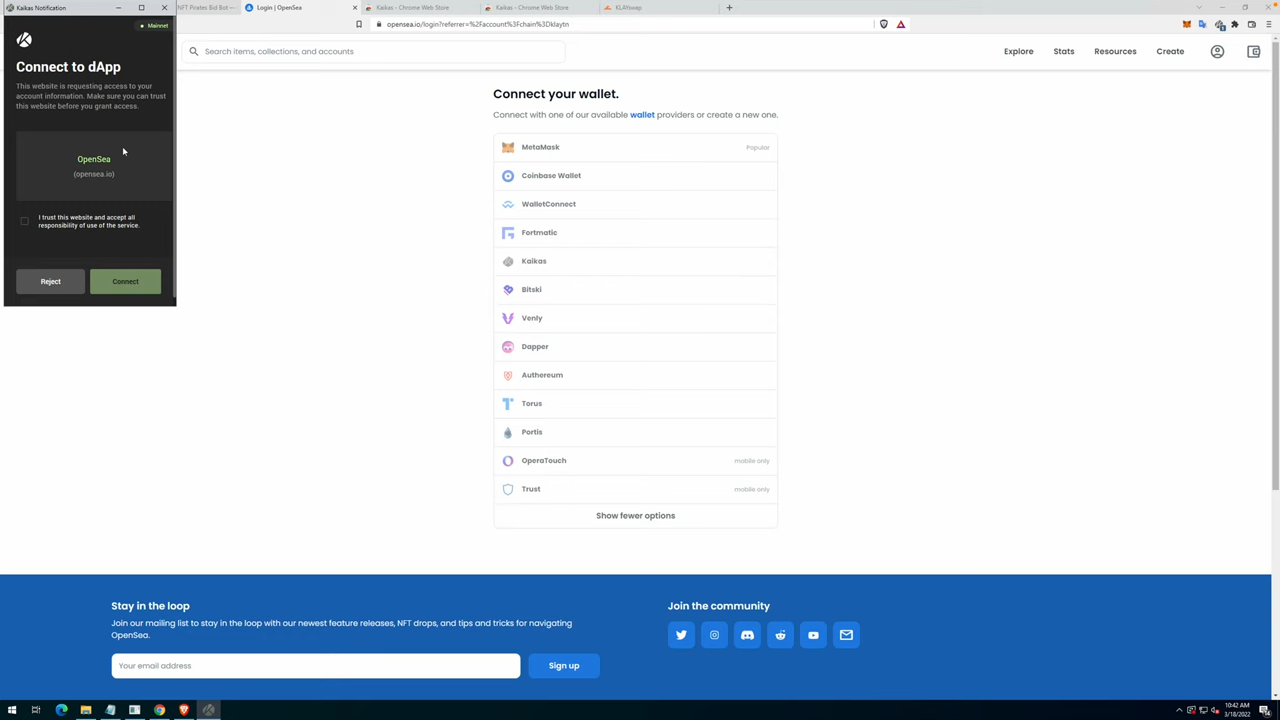 Kaikas Notification
Mainnet
Connect to dApp
This website is requesting access to your
account information. Make sure you can trust
this website before you grant access.
OpenSea
(opensea.io)
I trust this website and accept all
responsibility of use of the service.
Reject
Connect
NFT Pirates Bid Bot
Login | OpenSea
Kaikas - Chrome Web Store
Kaikas - Chrome Web Store
KLAYswap
opensea.io/login?referrer=%2Faccount%3Fchain%3Dklaytn
Search items, collections, and accounts
Explore
Stats
Resources
Create
Connect your wallet.
Connect with one of our available wallet providers or create a new one.
MetaMask
Popular
Coinbase Wallet
WalletConnect
Fortmatic
Kaikas
Bitski
Venly
Dapper
Authereum
Torus
Portis
OperaTouch
mobile only
Trust
mobile only
Show fewer options
Stay in the loop
Join our mailing list to stay in the loop with our newest feature releases, NFT drops, and tips and tricks for navigating
OpenSea.
Your email address
Sign up
Join the community
10:42 AM
3/18/2022